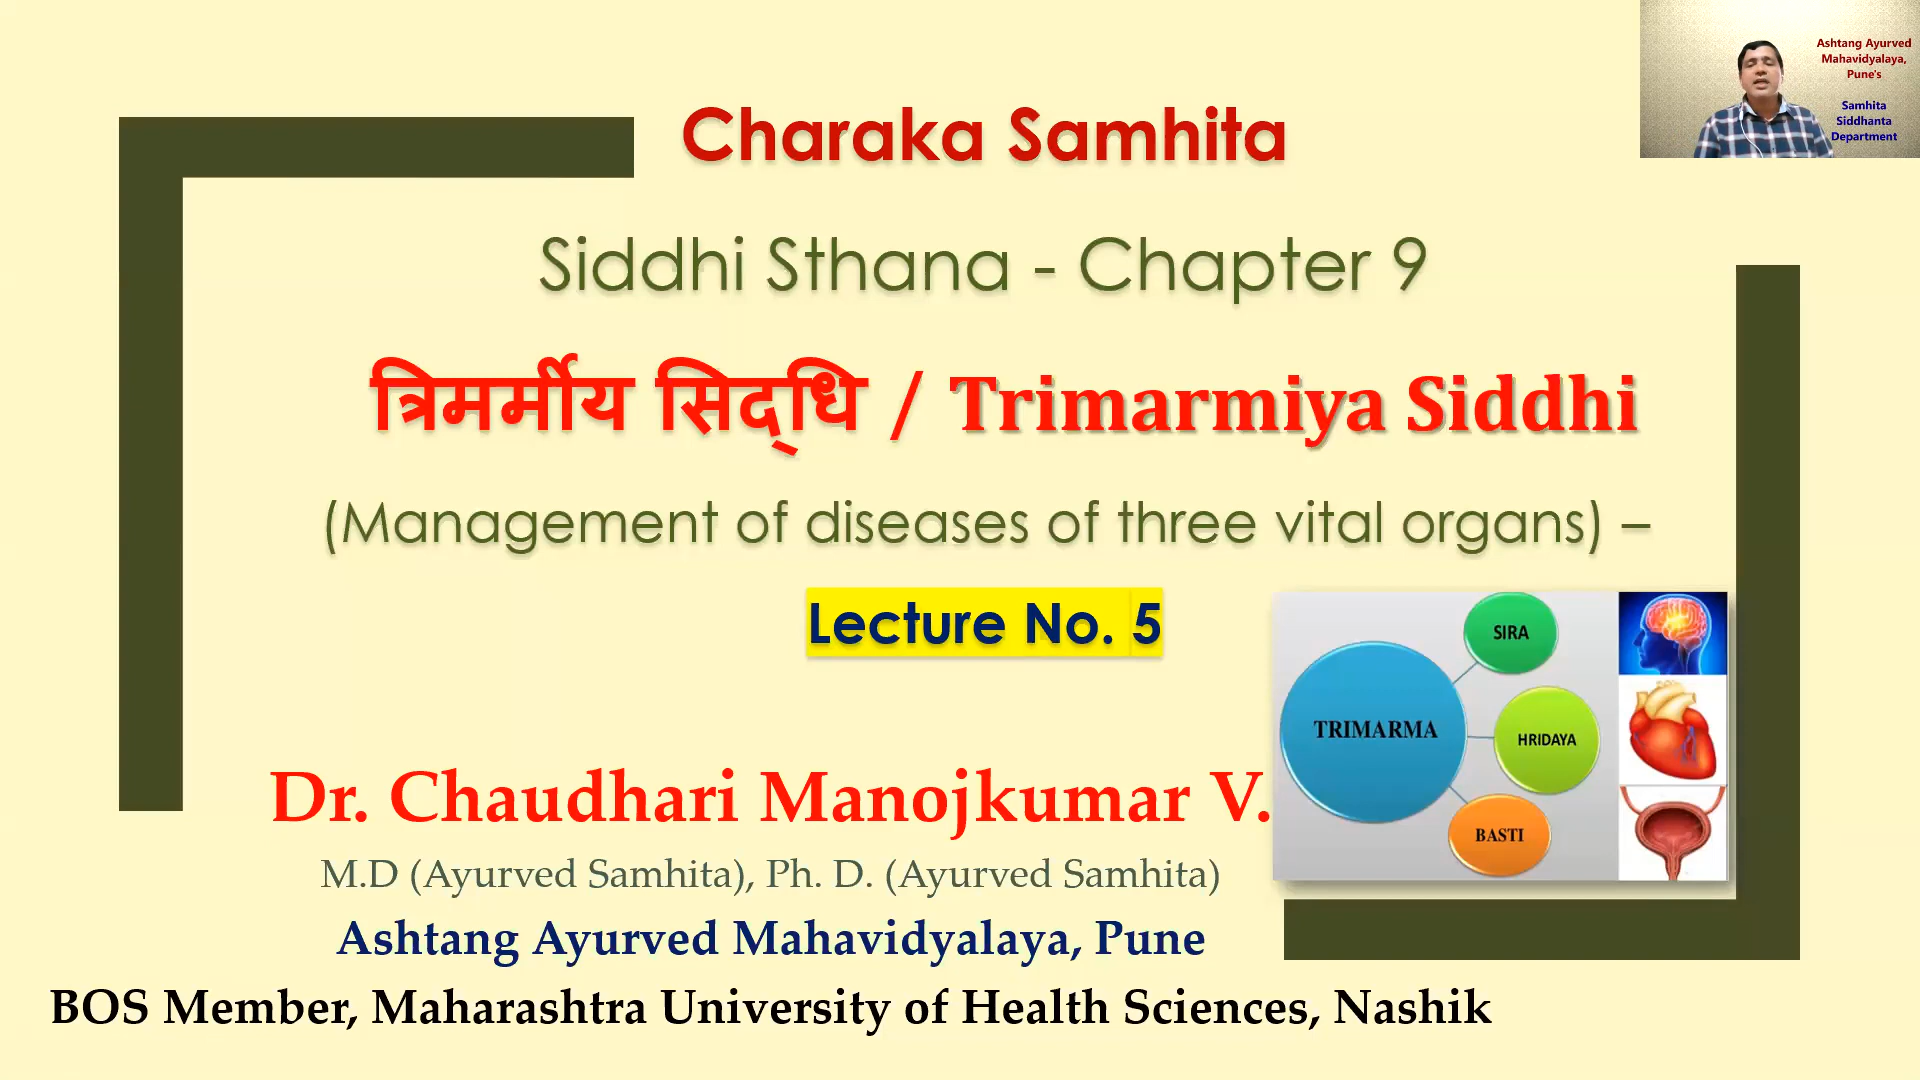 Charaka Samhita
Siddhi Sthana - Chapter 9
त्रिमर्मीय सिद्‌धि / Trimarmiya Siddhi
(Management of diseases of three vital organs) –
Lecture No. 5
Dr. Chaudhari Manojkumar V.
M.D (Ayurved Samhita), Ph. D. (Ayurved Samhita)
Ashtang Ayurved Mahavidyalaya, Pune
BOS Member, Maharashtra University of Health Sciences, Nashik
TRIMARMA
SIRA
HRIDAYA
BASTI
Ashtang Ayurved
Mahavidyalaya,
Pune's
Samhita
Siddhanta
Department